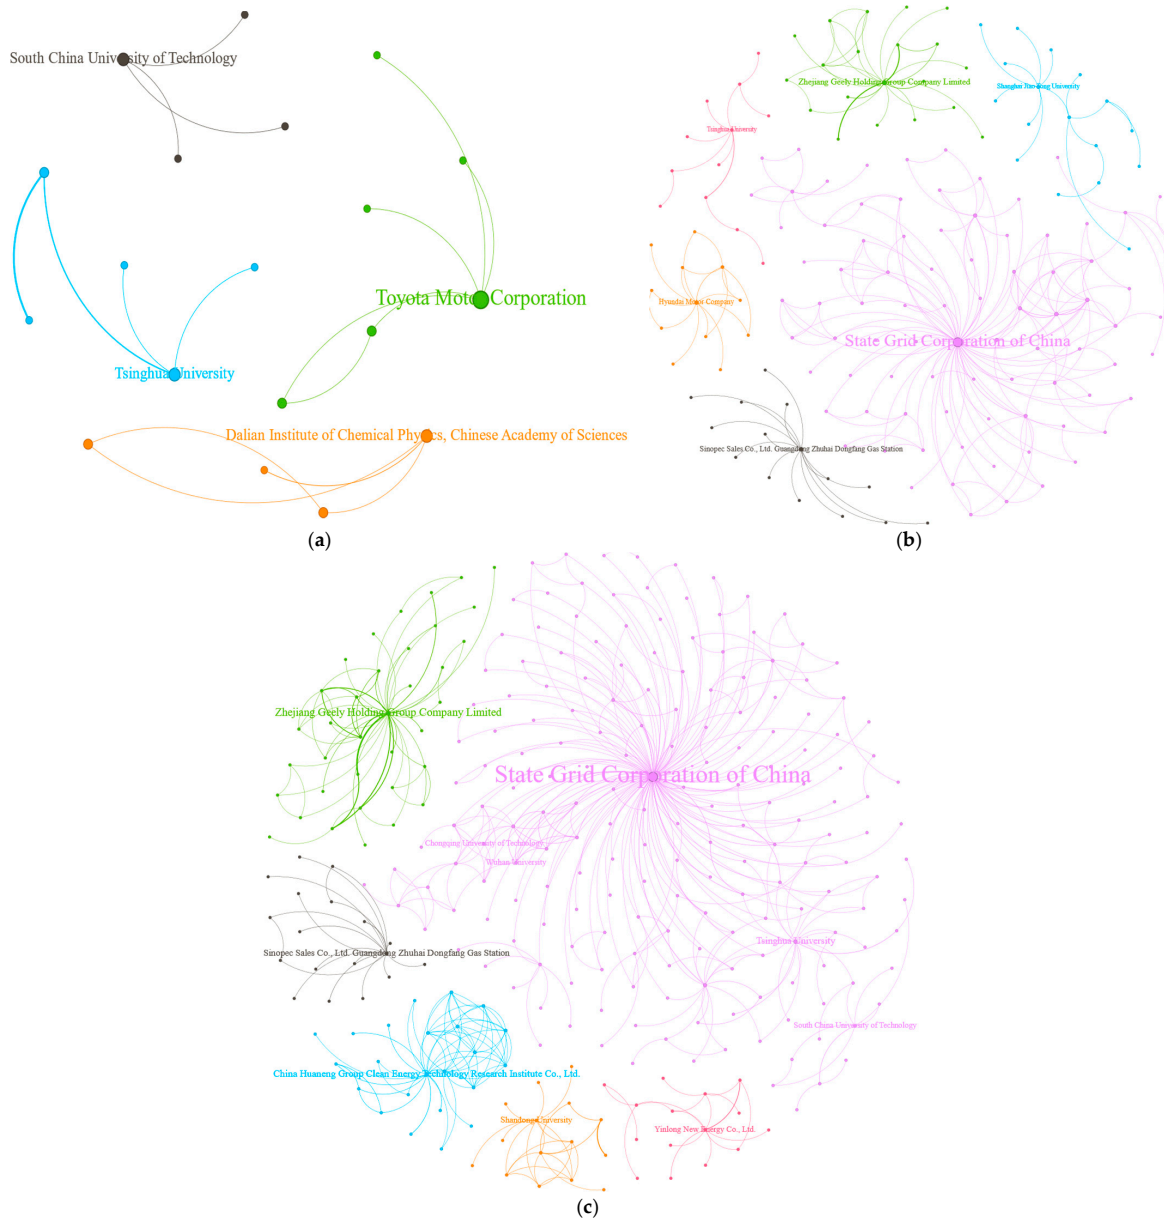 South China University of Technology
Toyota Motor Corporation
Tsinghua University
Dalian Institute of Chemical Physics, Chinese Academy of Sciences
(a)
Zhejiang Geely Holding Group Company Limited
Shanghai Jiao Tong University
Tsinghua University
Hyundai Motor Company
State Grid Corporation of China
Sinopec Sales Co., Ltd. Guangdong Zhuhai Dongfang Gas Station
(b)
Zhejiang Geely Holding Group Company Limited
State Grid Corporation of China
Chongqing University of Technology
Wuhan University
Tsinghua University
Sinopec Sales Co., Ltd. Guangdong Zhuhai Dongfang Gas Station
South China University of Technology
China Huaneng Group Clean Energy Technology Research Institute Co., Ltd.
Shandong University
Yinlong New Energy Co., Ltd.
(c)